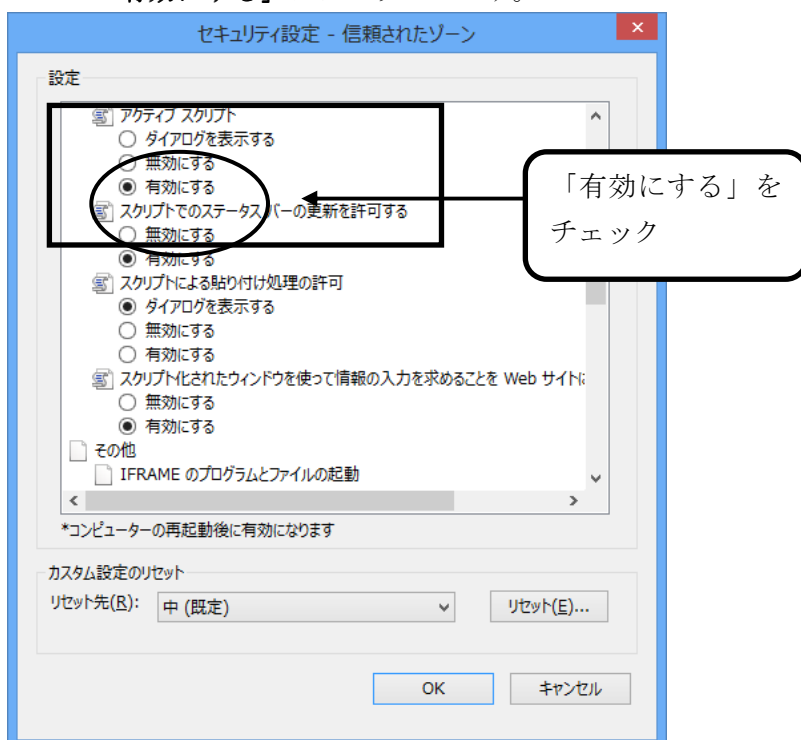 有効にする」
。
セキュリティ設定 - 信頼されたゾーン
設定
アクティブ スクリプト
ダイアログを表示する
無効にする
有効にする
スクリプトでのステータス バーの更新を許可する
無効にする
有効にする
スクリプトによる貼り付け処理の許可
ダイアログを表示する
無効にする
有効にする
スクリプト化されたウィンドウを使って情報の入力を求めることを Web サイトに
無効にする
有効にする
その他
IFRAME のプログラムとファイルの起動
*コンピューターの再起動後に有効になります
カスタム設定のリセット
リセット先(R): 中 (既定) リセット(E)...
OK キャンセル
「有効にする」を
チェック